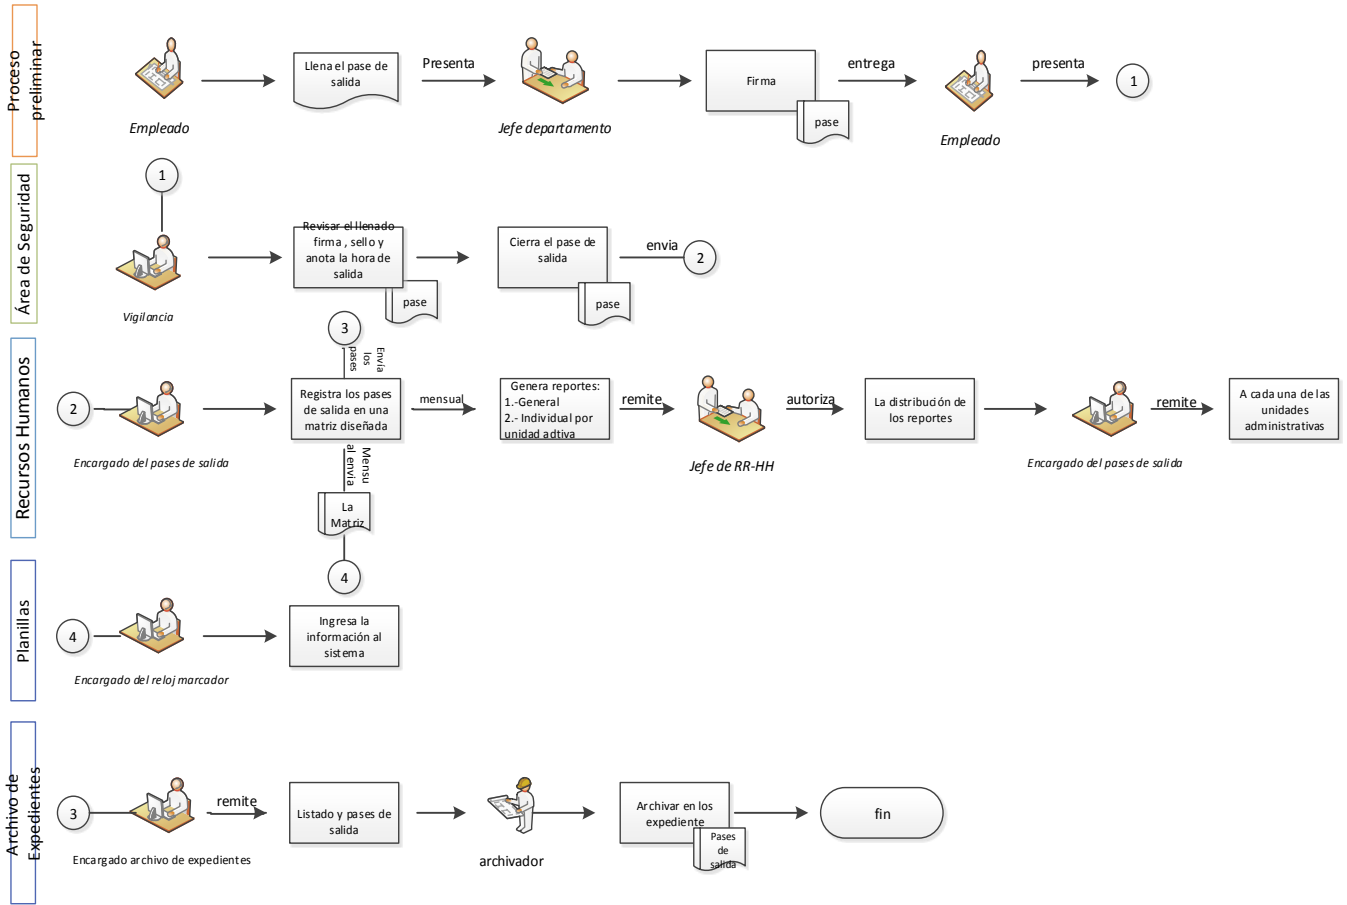 Proceso
preliminar
Empleado
Llena el pase de
salida
Presenta
Jefe departamento
Firma
pase
entrega
Empleado
presenta
1
Área de Seguridad
1
Vigilancia
Revisar el llenado
firma , sello y
anota la hora de
salida
pase
Cierra el pase de
salida
pase
envia
2
Recursos Humanos
2
Encargado del pases de salida
3
Envía
los
pases
Registra los pases
de salida en una
matriz diseñada
Mensu
al envia
La
Matriz
4
mensual
Genera reportes:
1.-General
2.- Individual por
unidad adtiva
remite
Jefe de RR-HH
autoriza
La distribución de
los reportes
Encargado del pases de salida
remite
A cada una de las
unidades
administrativas
Planillas
4
Encargado del reloj marcador
Ingresa la
información al
sistema
Archivo de
Expedientes
3
Encargado archivo de expedientes
remite
Listado y pases de
salida
archivador
Archivar en los
expediente
Pases
de
salida
fin